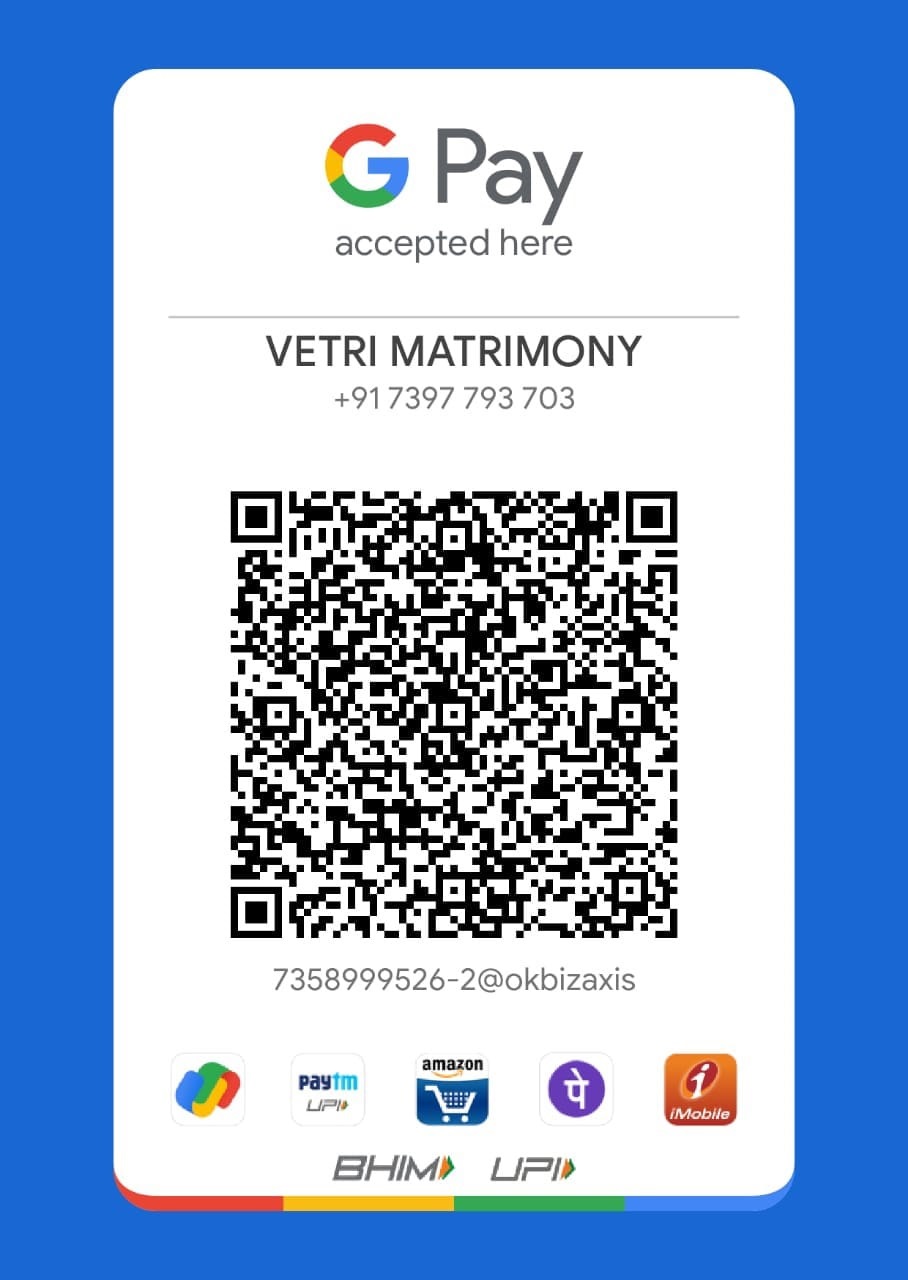 G Pay
accepted here
VETRI MATRIMONY
+91 7397 793 703
7358999526-2@okbizaxis
paytm
UPI
amazon
पे
i
iMobile
BHIM UPI